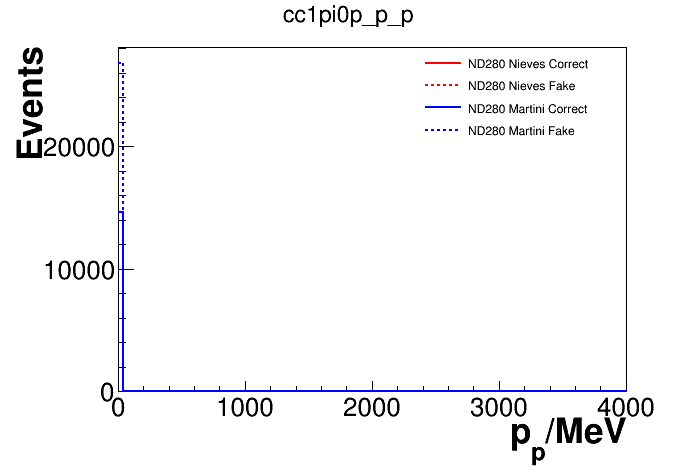 cc1pi0p_p_p
Events
ND280 Nieves Correct
ND280 Nieves Fake
ND280 Martini Correct
ND280 Martini Fake
20000
10000
0
0 1000 2000 3000 4000
p_p/MeV